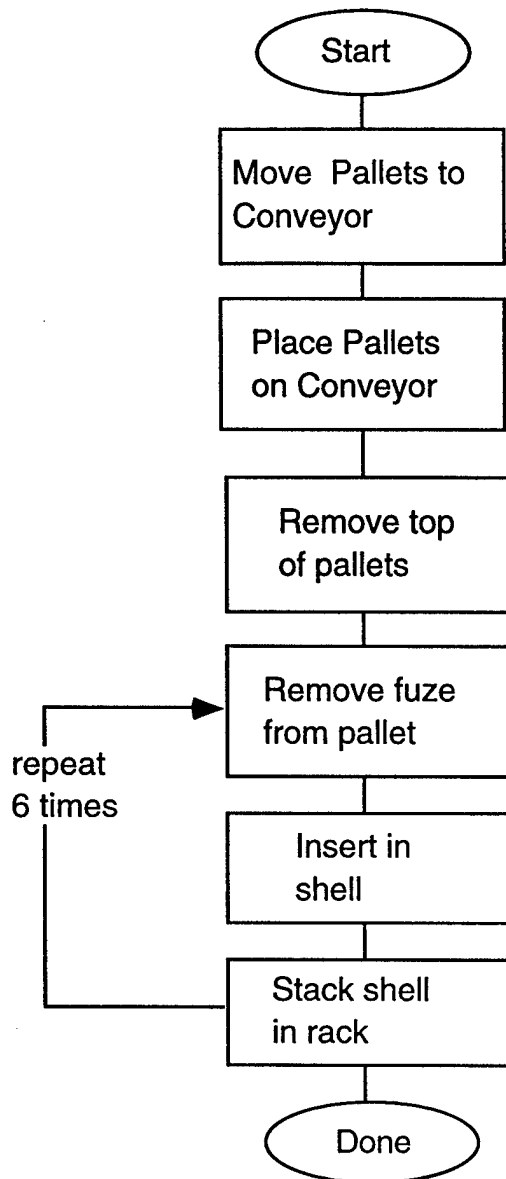 Start
Move Pallets to
Conveyor
Place Pallets
on Conveyor
Remove top
of pallets
Remove fuze
from pallet
repeat
6 times
Insert in
shell
Stack shell
in rack
Done